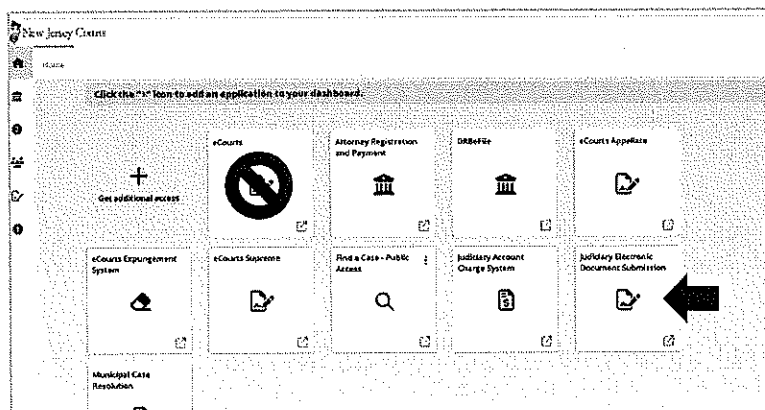 New Jersey Courts
Home
Click the "+" icon to add an application to your dashboard.
Get additional access
eCourts
Attorney Registration
and Payment
DRBeFile
eCourts Appellate
eCourts Expungement
System
eCourts Supreme
Find a Case - Public
Access
Judiciary Account
Charge System
Judiciary Electronic
Document Submission
Municipal Case
Resolution